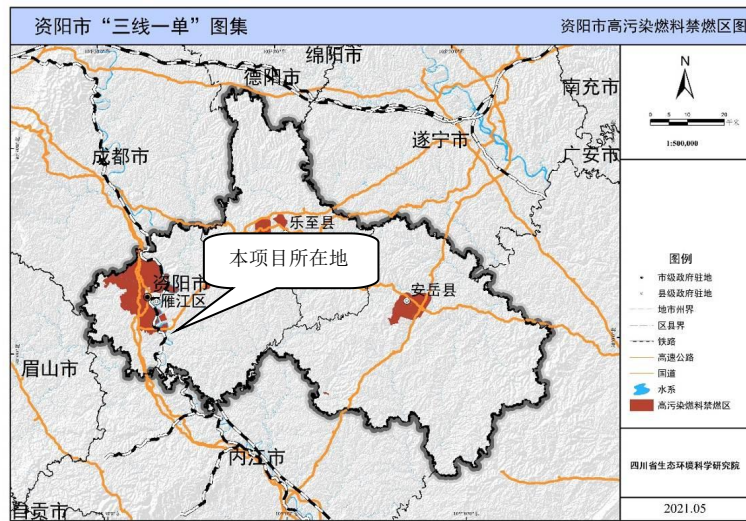 资阳市“三线一单”图集
资阳市高污染燃料禁燃区图
绵阳市
德阳市
南充市
遂宁市
成都市
广安市
乐至县
本项目所在地
资阳市
雁江区
安岳县
眉山市
内江市
自贡市
N
0 5 10 20
1:500,000
图例
市级政府驻地
县级政府驻地
地市州界
区县界
铁路
高速公路
国道
水系
高污染燃料禁燃区
四川省生态环境科学研究院
2021.05